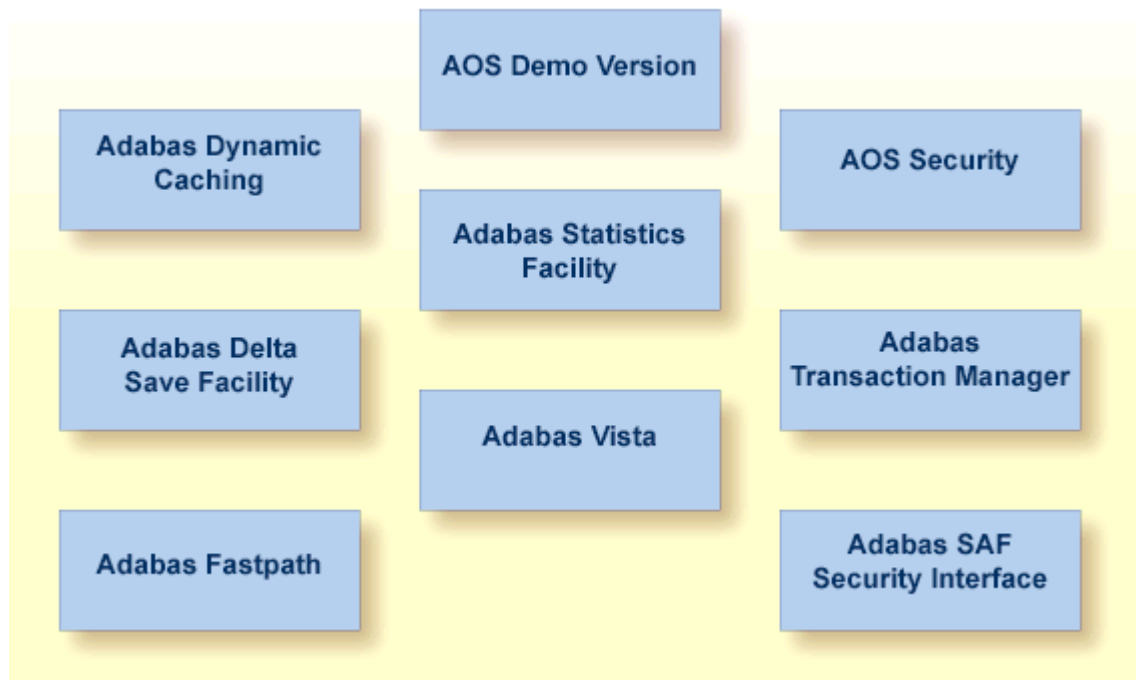 AOS Demo Version
Adabas Dynamic
Caching
AOS Security
Adabas Statistics
Facility
Adabas Delta
Save Facility
Adabas
Transaction Manager
Adabas Vista
Adabas Fastpath
Adabas SAF
Security Interface